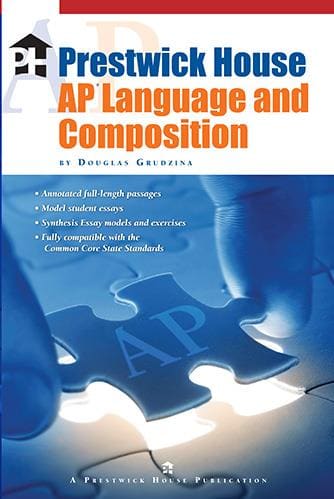 AP
PH
Prestwick House
AP* Language and
Composition
BY DOUGLAS GRUDZINA
• Annotated full-length passages
• Model student essays
• Synthesis Essay models and exercises
• Fully compatible with the
Common Core State Standards
AP
A PRESTWICK HOUSE PUBLICATION